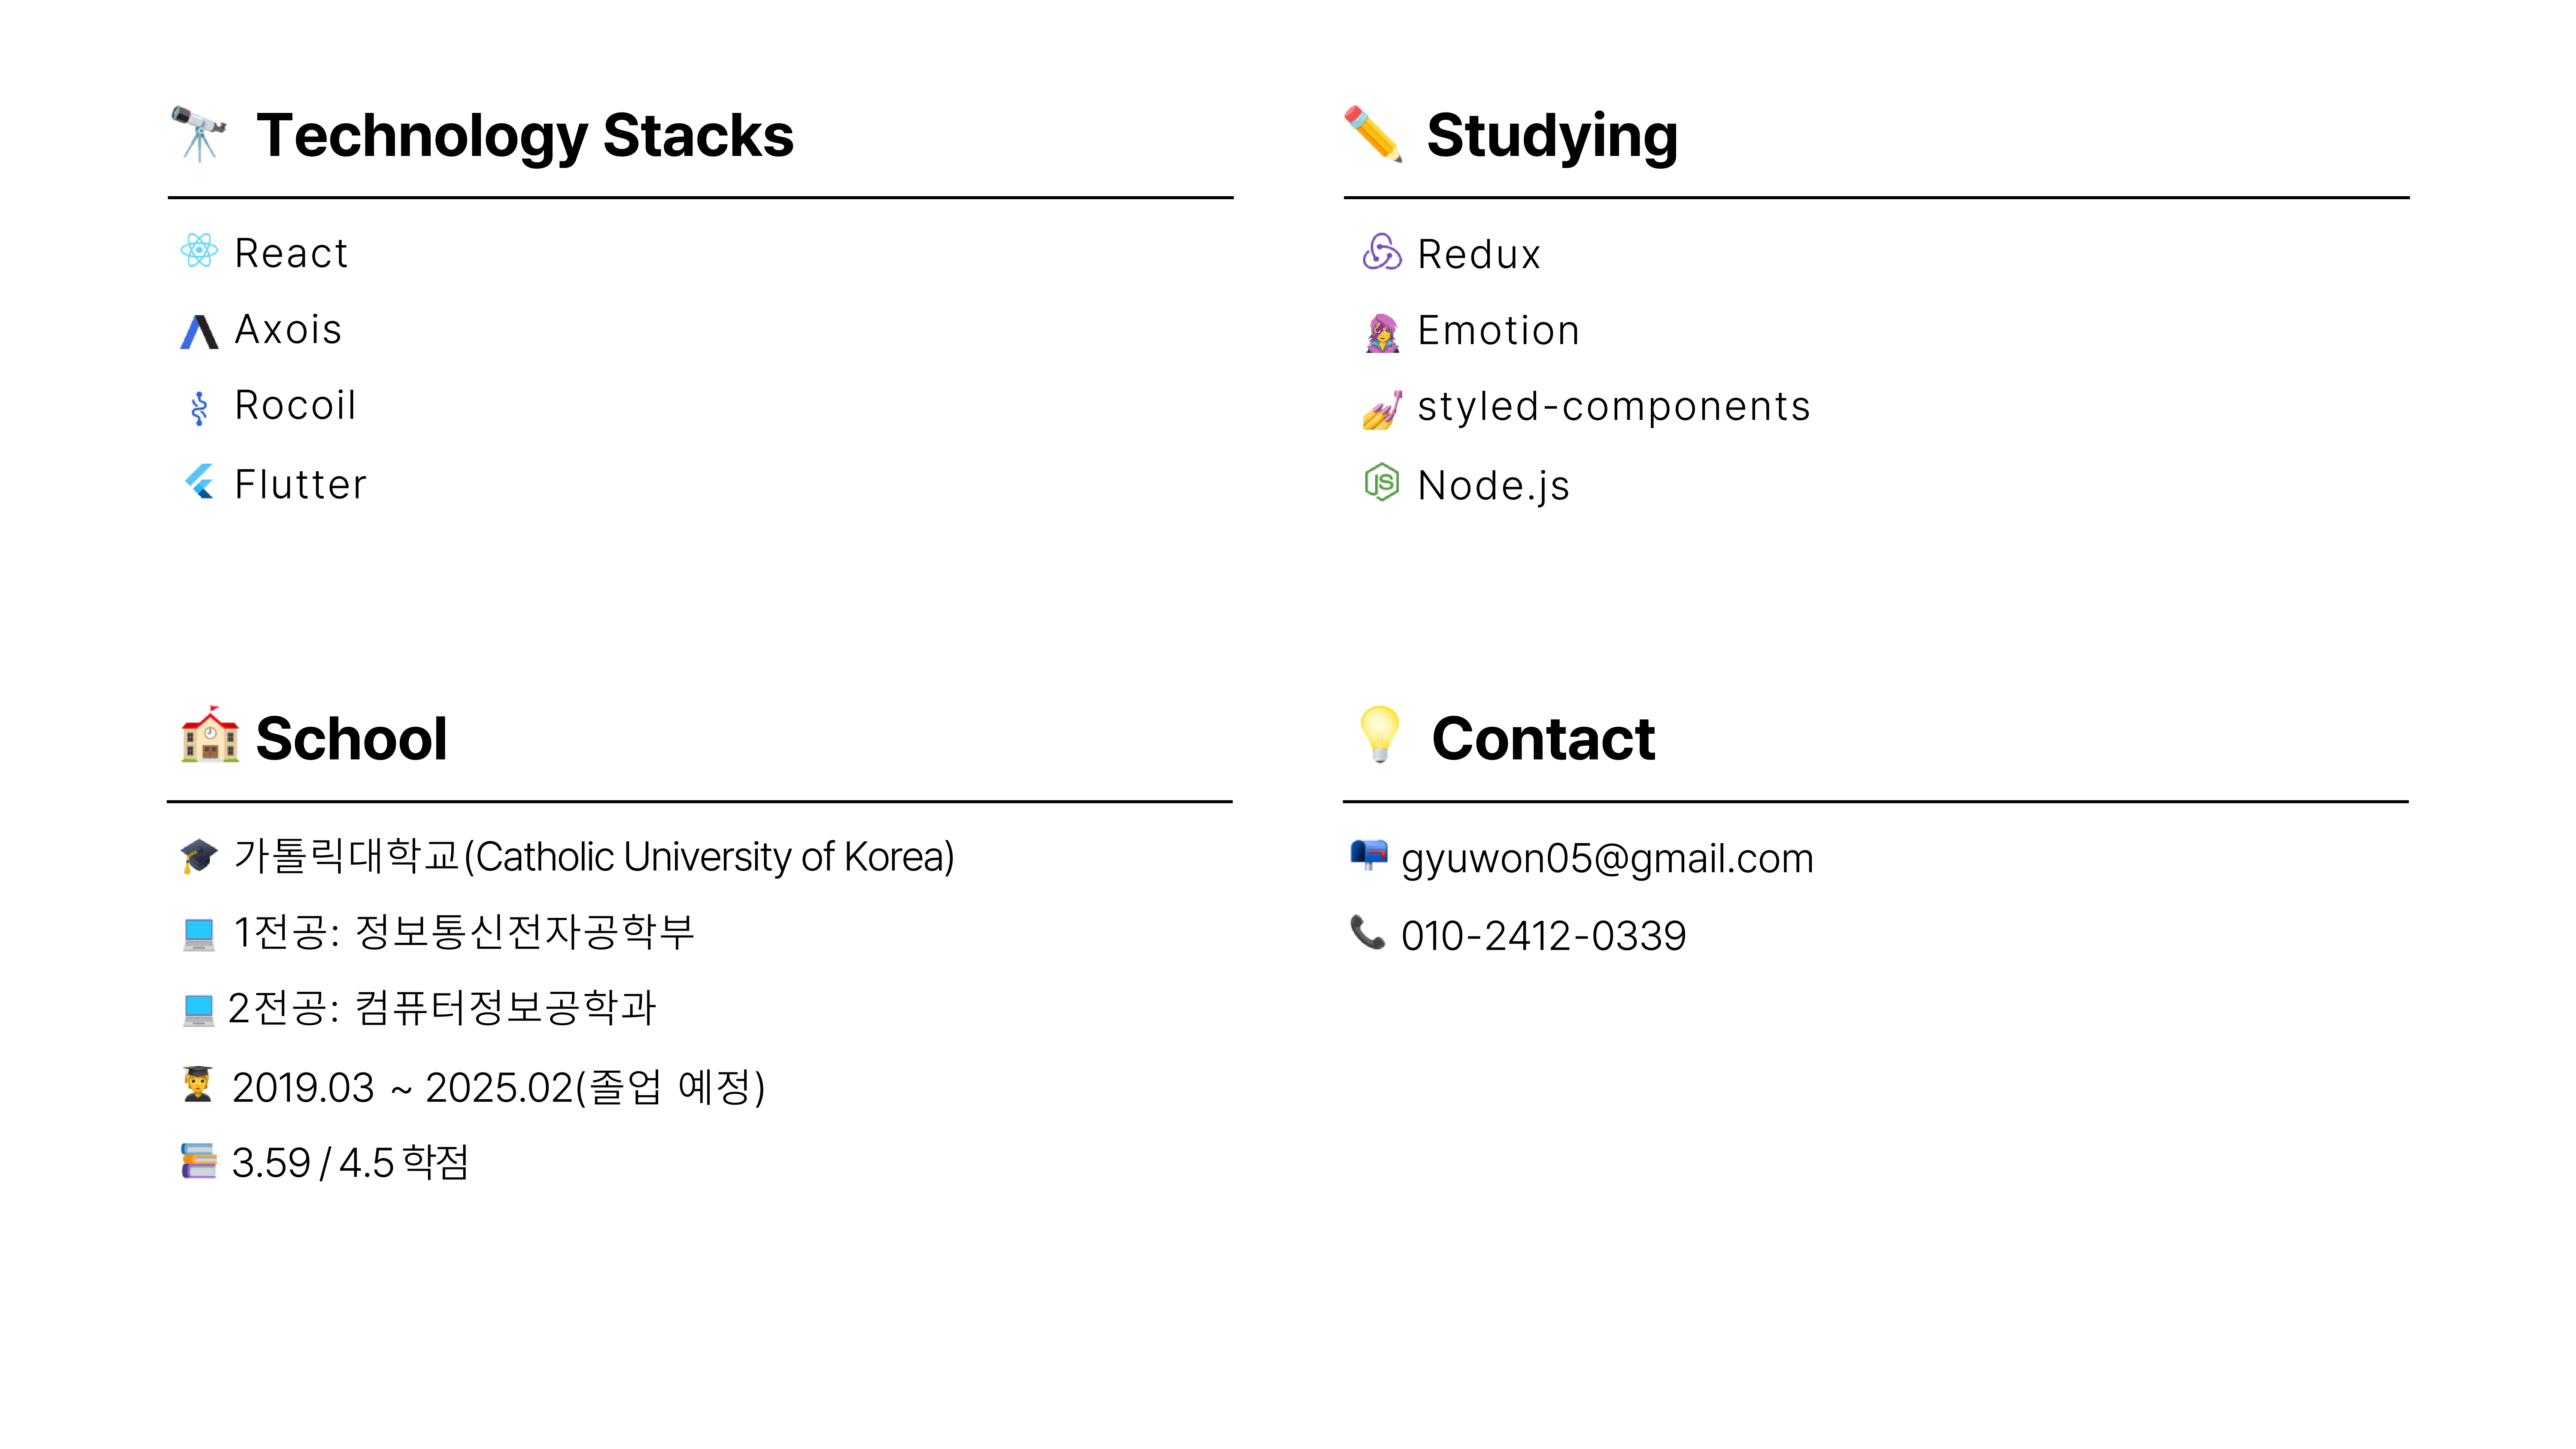 Technology Stacks
React
Axois
Rocoil
Flutter
Studying
Redux
Emotion
styled-components
Node.js
School
가톨릭대학교(Catholic University of Korea)
1전공: 정보통신전자공학부
2전공: 컴퓨터정보공학과
2019.03 ~ 2025.02(졸업 예정)
3.59 / 4.5 학점
Contact
gyuwon05@gmail.com
010-2412-0339